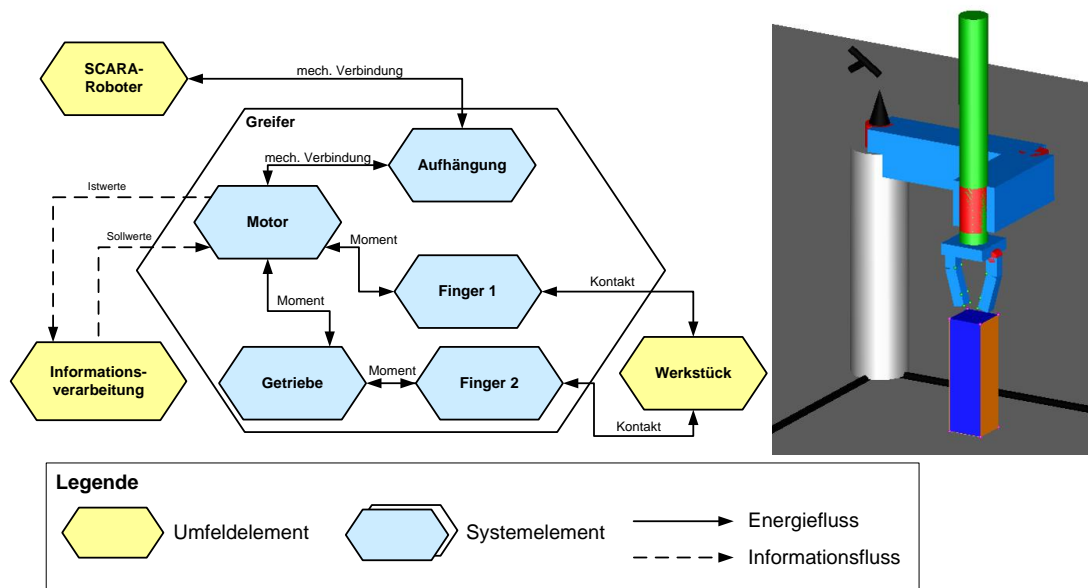 SCARA-
Roboter
mech. Verbindung
Greifer
mech. Verbindung
Aufhängung
Istwerte
Motor
Sollwerte
Moment
Kontakt
Finger 1
Moment
Informations-
verarbeitung
Getriebe
Moment
Finger 2
Werkstück
Kontakt
Legende
Umfeldelement
Systemelement
Energiefluss
Informationsfluss